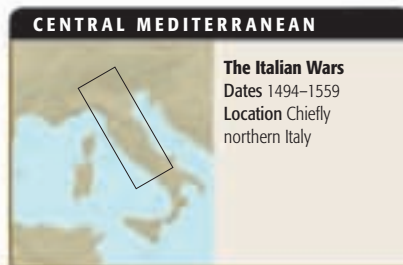 CENTRAL MEDITERRANEAN
The Italian Wars
Dates 1494–1559
Location Chiefly
northern Italy